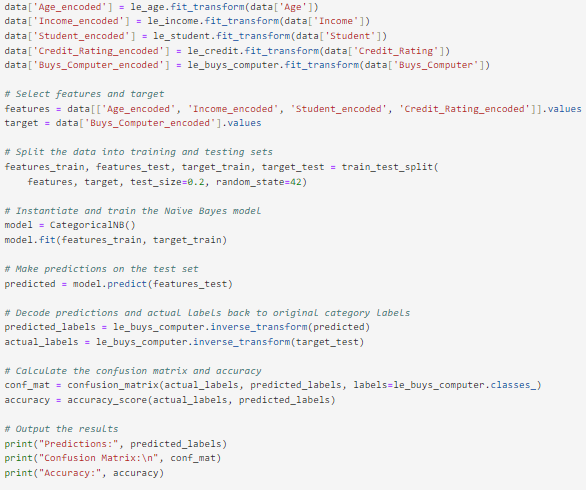 data['Age_encoded'] = le_age.fit_transform(data['Age'])
data['Income_encoded'] = le_income.fit_transform(data['Income'])
data['Student_encoded'] = le_student.fit_transform(data['Student'])
data['Credit_Rating_encoded'] = le_credit.fit_transform(data['Credit_Rating'])
data['Buys_Computer_encoded'] = le_buys_computer.fit_transform(data['Buys_Computer'])

# Select features and target
features = data[['Age_encoded', 'Income_encoded', 'Student_encoded', 'Credit_Rating_encoded']].values
target = data['Buys_Computer_encoded'].values

# Split the data into training and testing sets
features_train, features_test, target_train, target_test = train_test_split(
    features, target, test_size=0.2, random_state=42)

# Instantiate and train the Naïve Bayes model
model = CategoricalNB()
model.fit(features_train, target_train)

# Make predictions on the test set
predicted = model.predict(features_test)

# Decode predictions and actual labels back to original category labels
predicted_labels = le_buys_computer.inverse_transform(predicted)
actual_labels = le_buys_computer.inverse_transform(target_test)

# Calculate the confusion matrix and accuracy
conf_mat = confusion_matrix(actual_labels, predicted_labels, labels=le_buys_computer.classes_)
accuracy = accuracy_score(actual_labels, predicted_labels)

# Output the results
print("Predictions:", predicted_labels)
print("Confusion Matrix:\n", conf_mat)
print("Accuracy:", accuracy)